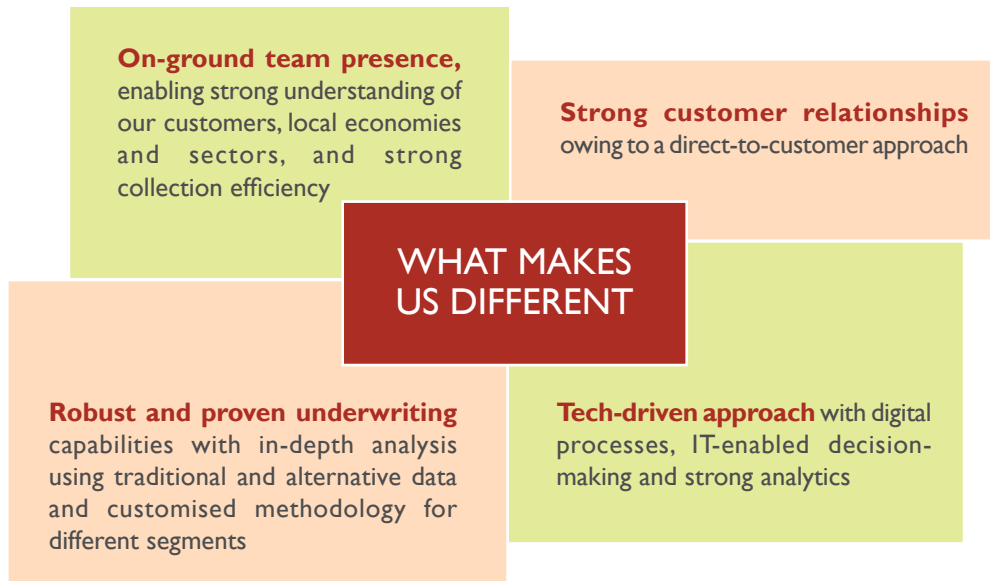 On-ground team presence,
enabling strong understanding of
our customers, local economies
and sectors, and strong
collection efficiency
Strong customer relationships
owing to a direct-to-customer approach
WHAT MAKES
US DIFFERENT
Robust and proven underwriting
capabilities with in-depth analysis
using traditional and alternative data
and customised methodology for
different segments
Tech-driven approach with digital
processes, IT-enabled decision-
making and strong analytics